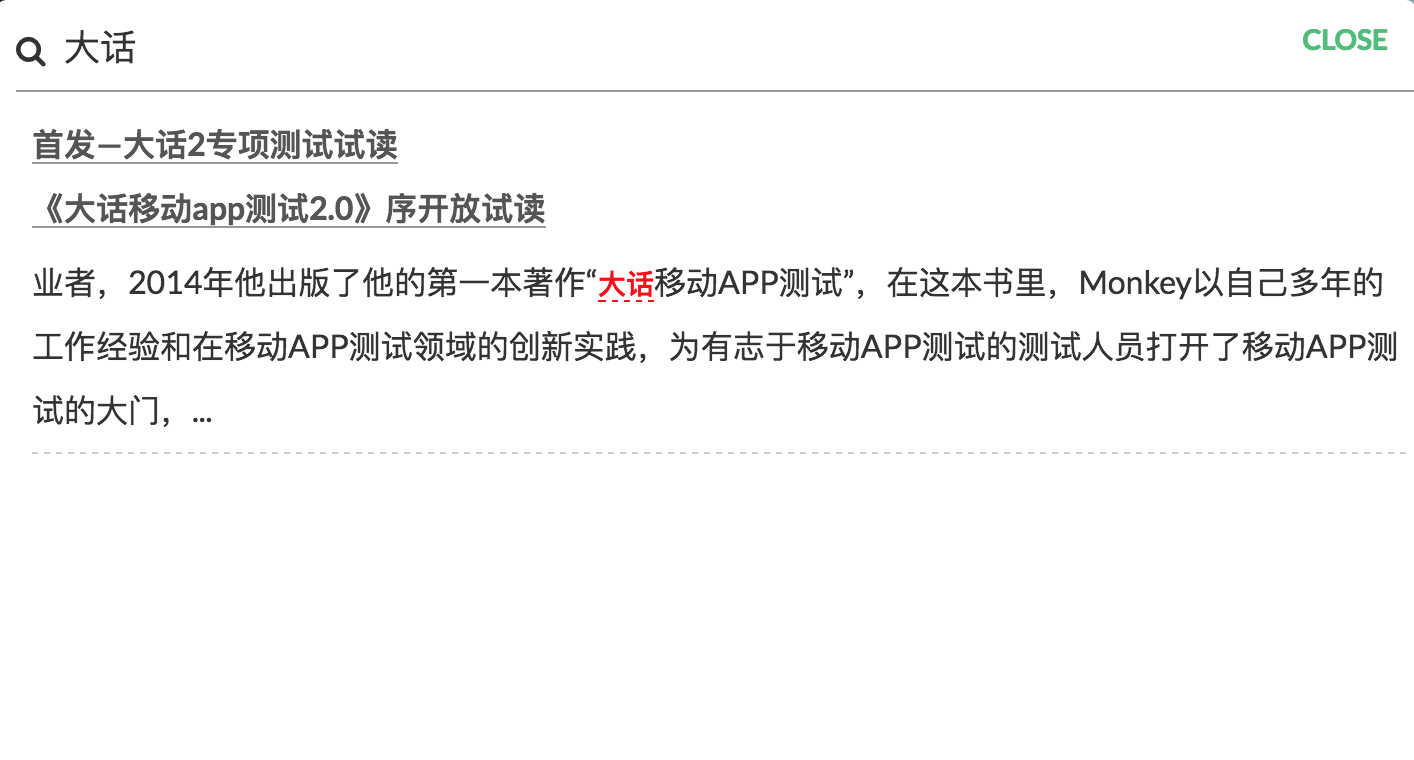 大话
CLOSE
首发—大话2专项测试试读
《大话移动app测试2.0》序开放试读
业者，2014年他出版了他的第一本著作“大话移动APP测试”，在这本书里，Monkey以自己多年的
工作经验和在移动APP测试领域的创新实践，为有志于移动APP测试的测试人员打开了移动APP测
试的大门，...